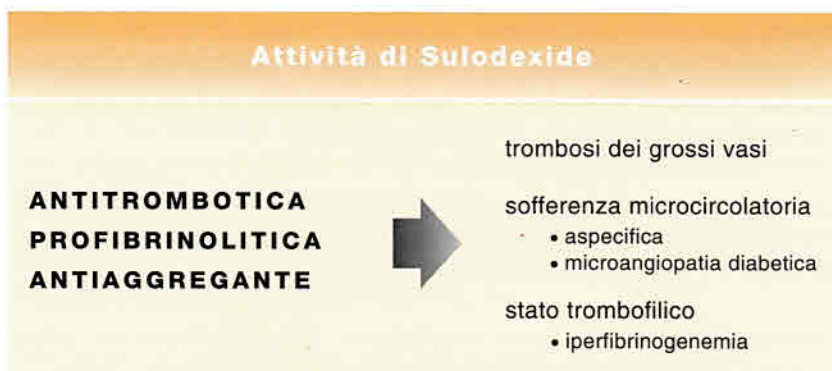 Attività di Sulodexide
ANTITROMBOTICA
PROFIBRINOLITICA
ANTIAGGREGANTE
trombosi dei grossi vasi
sofferenza microcircolatoria
• aspecifica
• microangiopatia diabetica
stato trombofilico
• iperfibrinogenemia